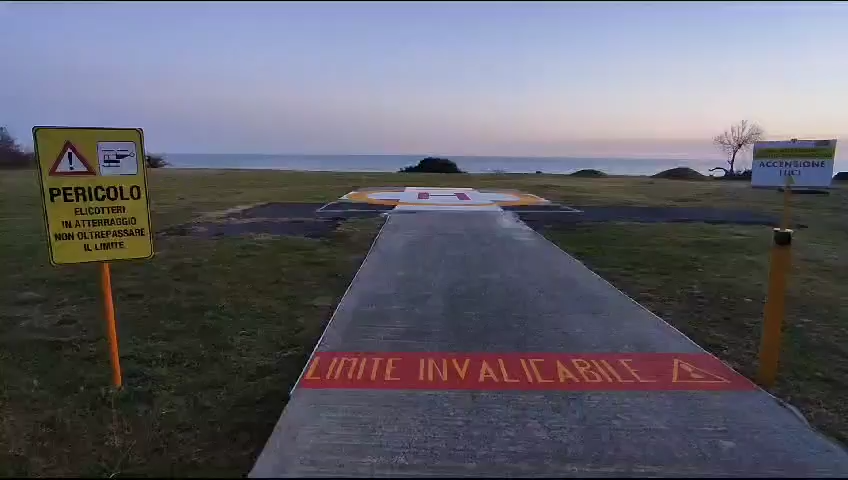 PERICOLO
ELICOTTERI
IN ATTERRAGGIO
NON OLTREPASSARE
IL LIMITE
ACCENSIONE
LUCI
LIMITE INVALICABILE
H